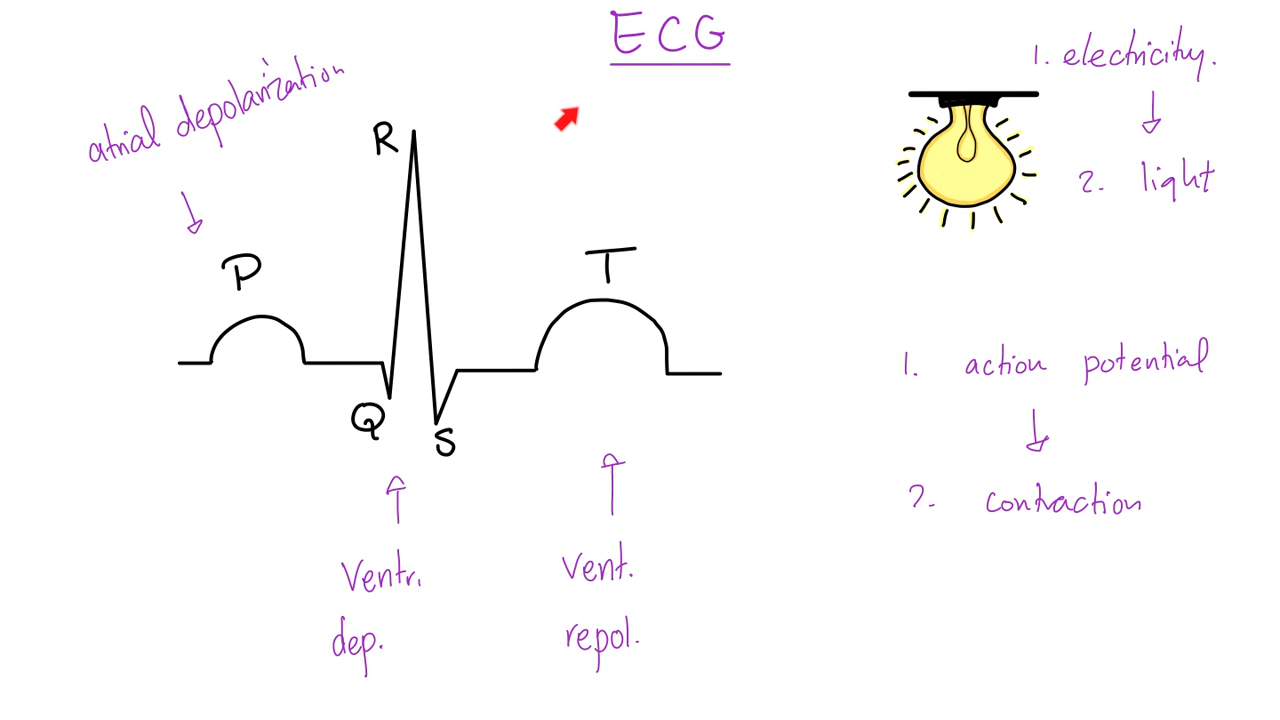 ECG
atrial depolarization
P
R
Q
S
T
Ventr.
dep.
Vent.
repol.
1. electricity.
2. light
1. action potential
2. contraction